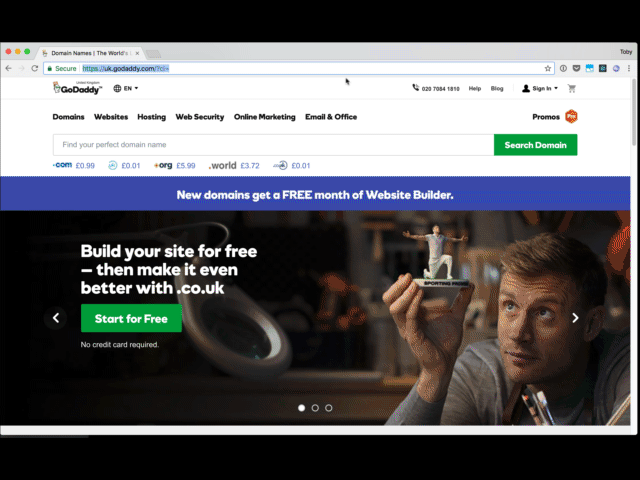 Domain Names | The World's
Toby
Secure
https://uk.godaddy.com/?ci=
United Kingdom
GoDaddy™
EN
020 7084 1810
Help
Blog
Sign In
Domains
Websites
Hosting
Web Security
Online Marketing
Email & Office
Promos
Pro
Find your perfect domain name
Search Domain
.com £0.99
£0.01
.org £5.99
.world £3.72
£0.01
New domains get a FREE month of Website Builder.
Build your site for free
– then make it even
better with .co.uk
Start for Free
No credit card required.